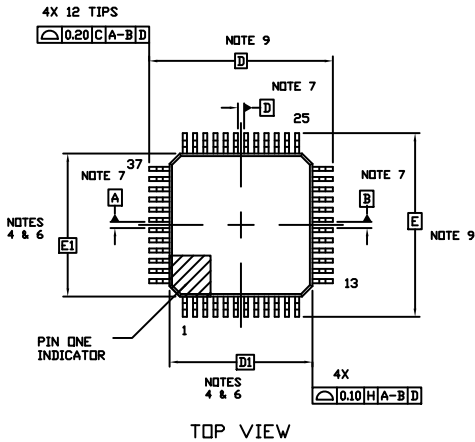 4X 12 TIPS
⌓ 0.20 C A-B D
NOTE 9
D
NOTE 7
D
25
37
NOTE 7
A
NOTE 7
B
NOTES
4 & 6
E1
E
NOTE 9
13
1
PIN ONE
INDICATOR
D1
NOTES
4 & 6
4X
⌓ 0.10 H A-B D
TOP VIEW